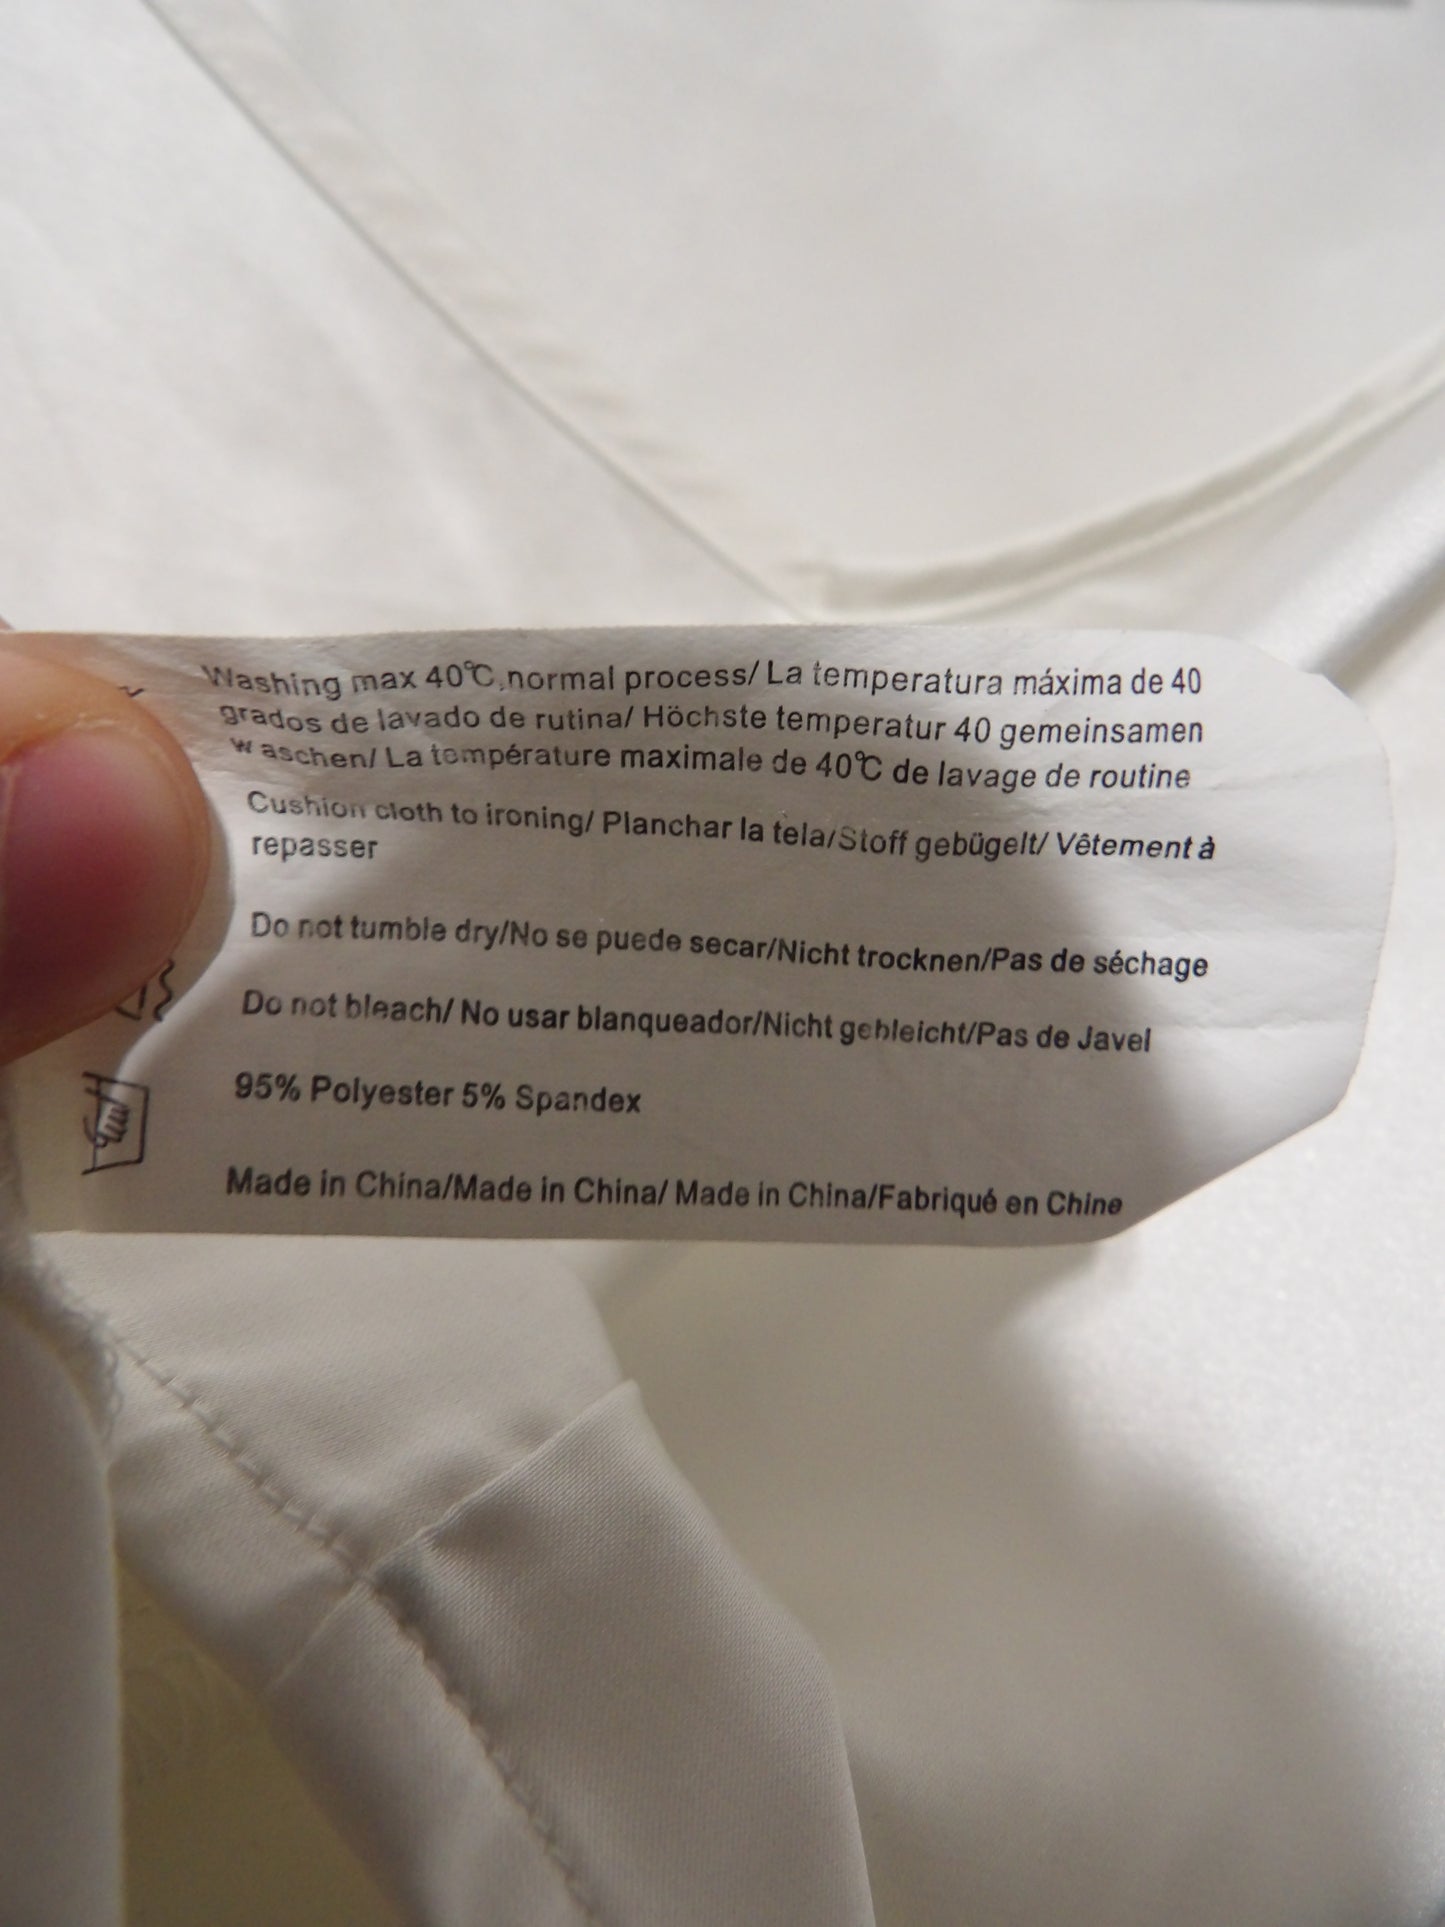 Washing max 40℃,normal process/ La temperatura máxima de 40
grados de lavado de rutina/ Höchste temperatur 40 gemeinsamen
w aschen/ La température maximale de 40℃ de lavage de routine
Cushion cloth to ironing/ Planchar la tela/Stoff gebügelt/ Vêtement à
repasser
Do not tumble dry/No se puede secar/Nicht trocknen/Pas de séchage
Do not bleach/ No usar blanqueador/Nicht gebleicht/Pas de Javel
95% Polyester 5% Spandex
Made in China/Made in China/ Made in China/Fabriqué en Chine